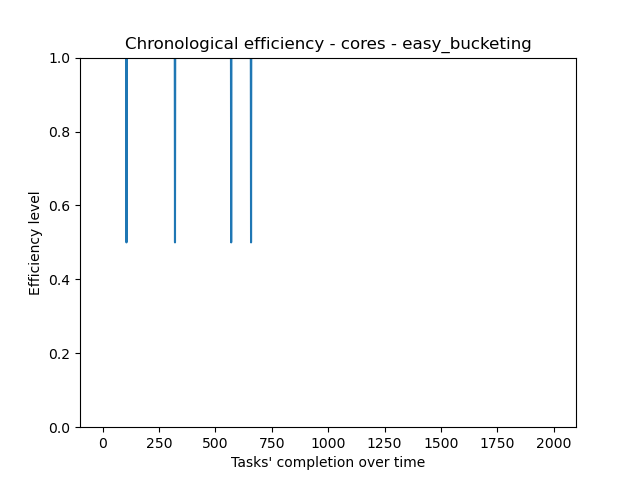 Chronological efficiency - cores - easy_bucketing
1.0
0.8
0.6
0.4
0.2
0.0
Efficiency level
0 250 500 750 1000 1250 1500 1750 2000
Tasks' completion over time